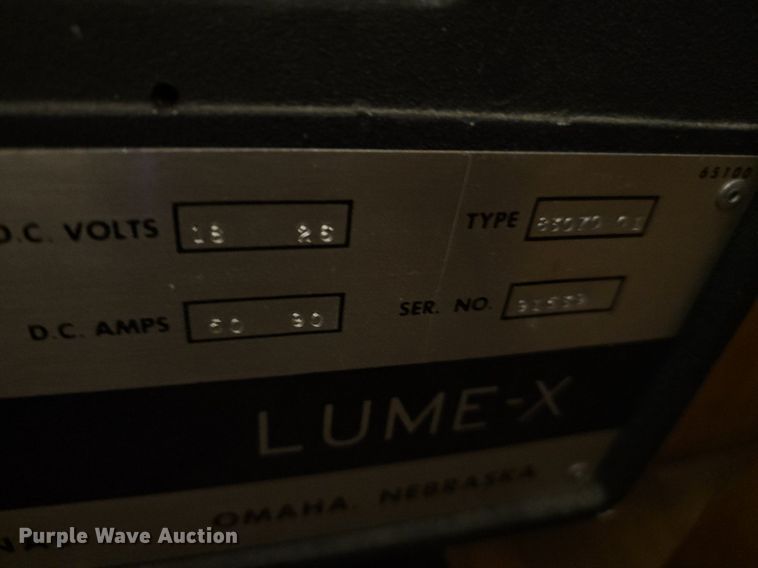 65100
D.C. VOLTS 18 26 TYPE
D.C. AMPS 60 90 SER. NO.
LUME-X
OMAHA, NEBRASKA
Purple Wave Auction